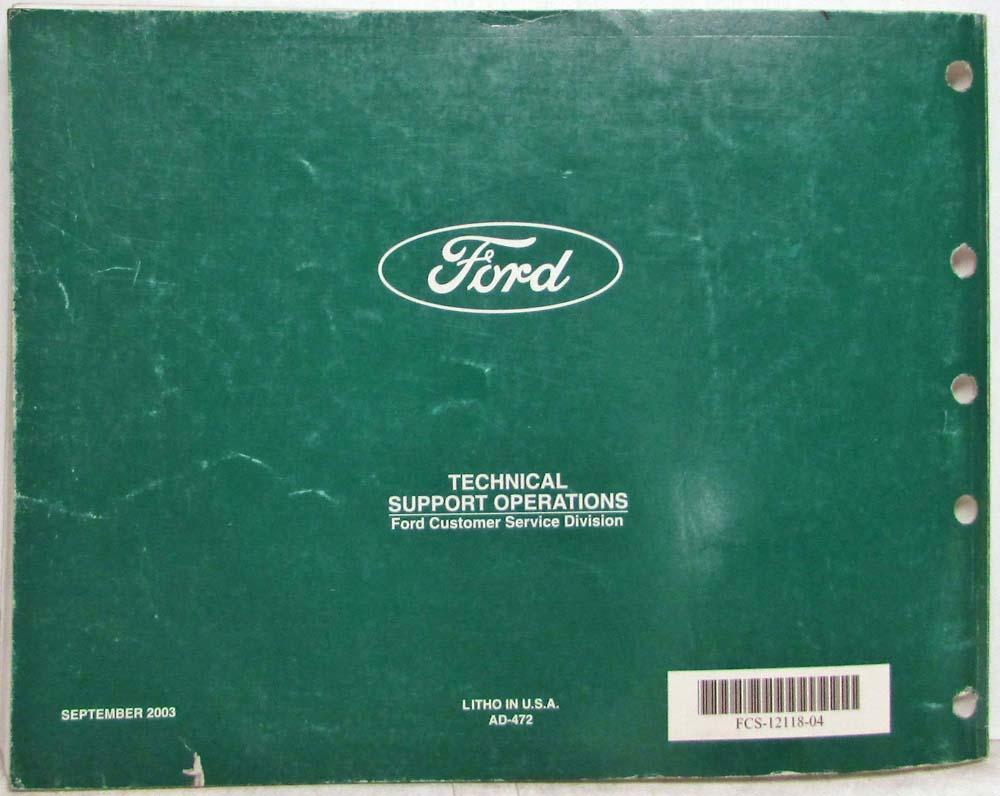 Ford
TECHNICAL
SUPPORT OPERATIONS
Ford Customer Service Division
SEPTEMBER 2003
LITHO IN U.S.A.
AD-472
FCS-12118-04